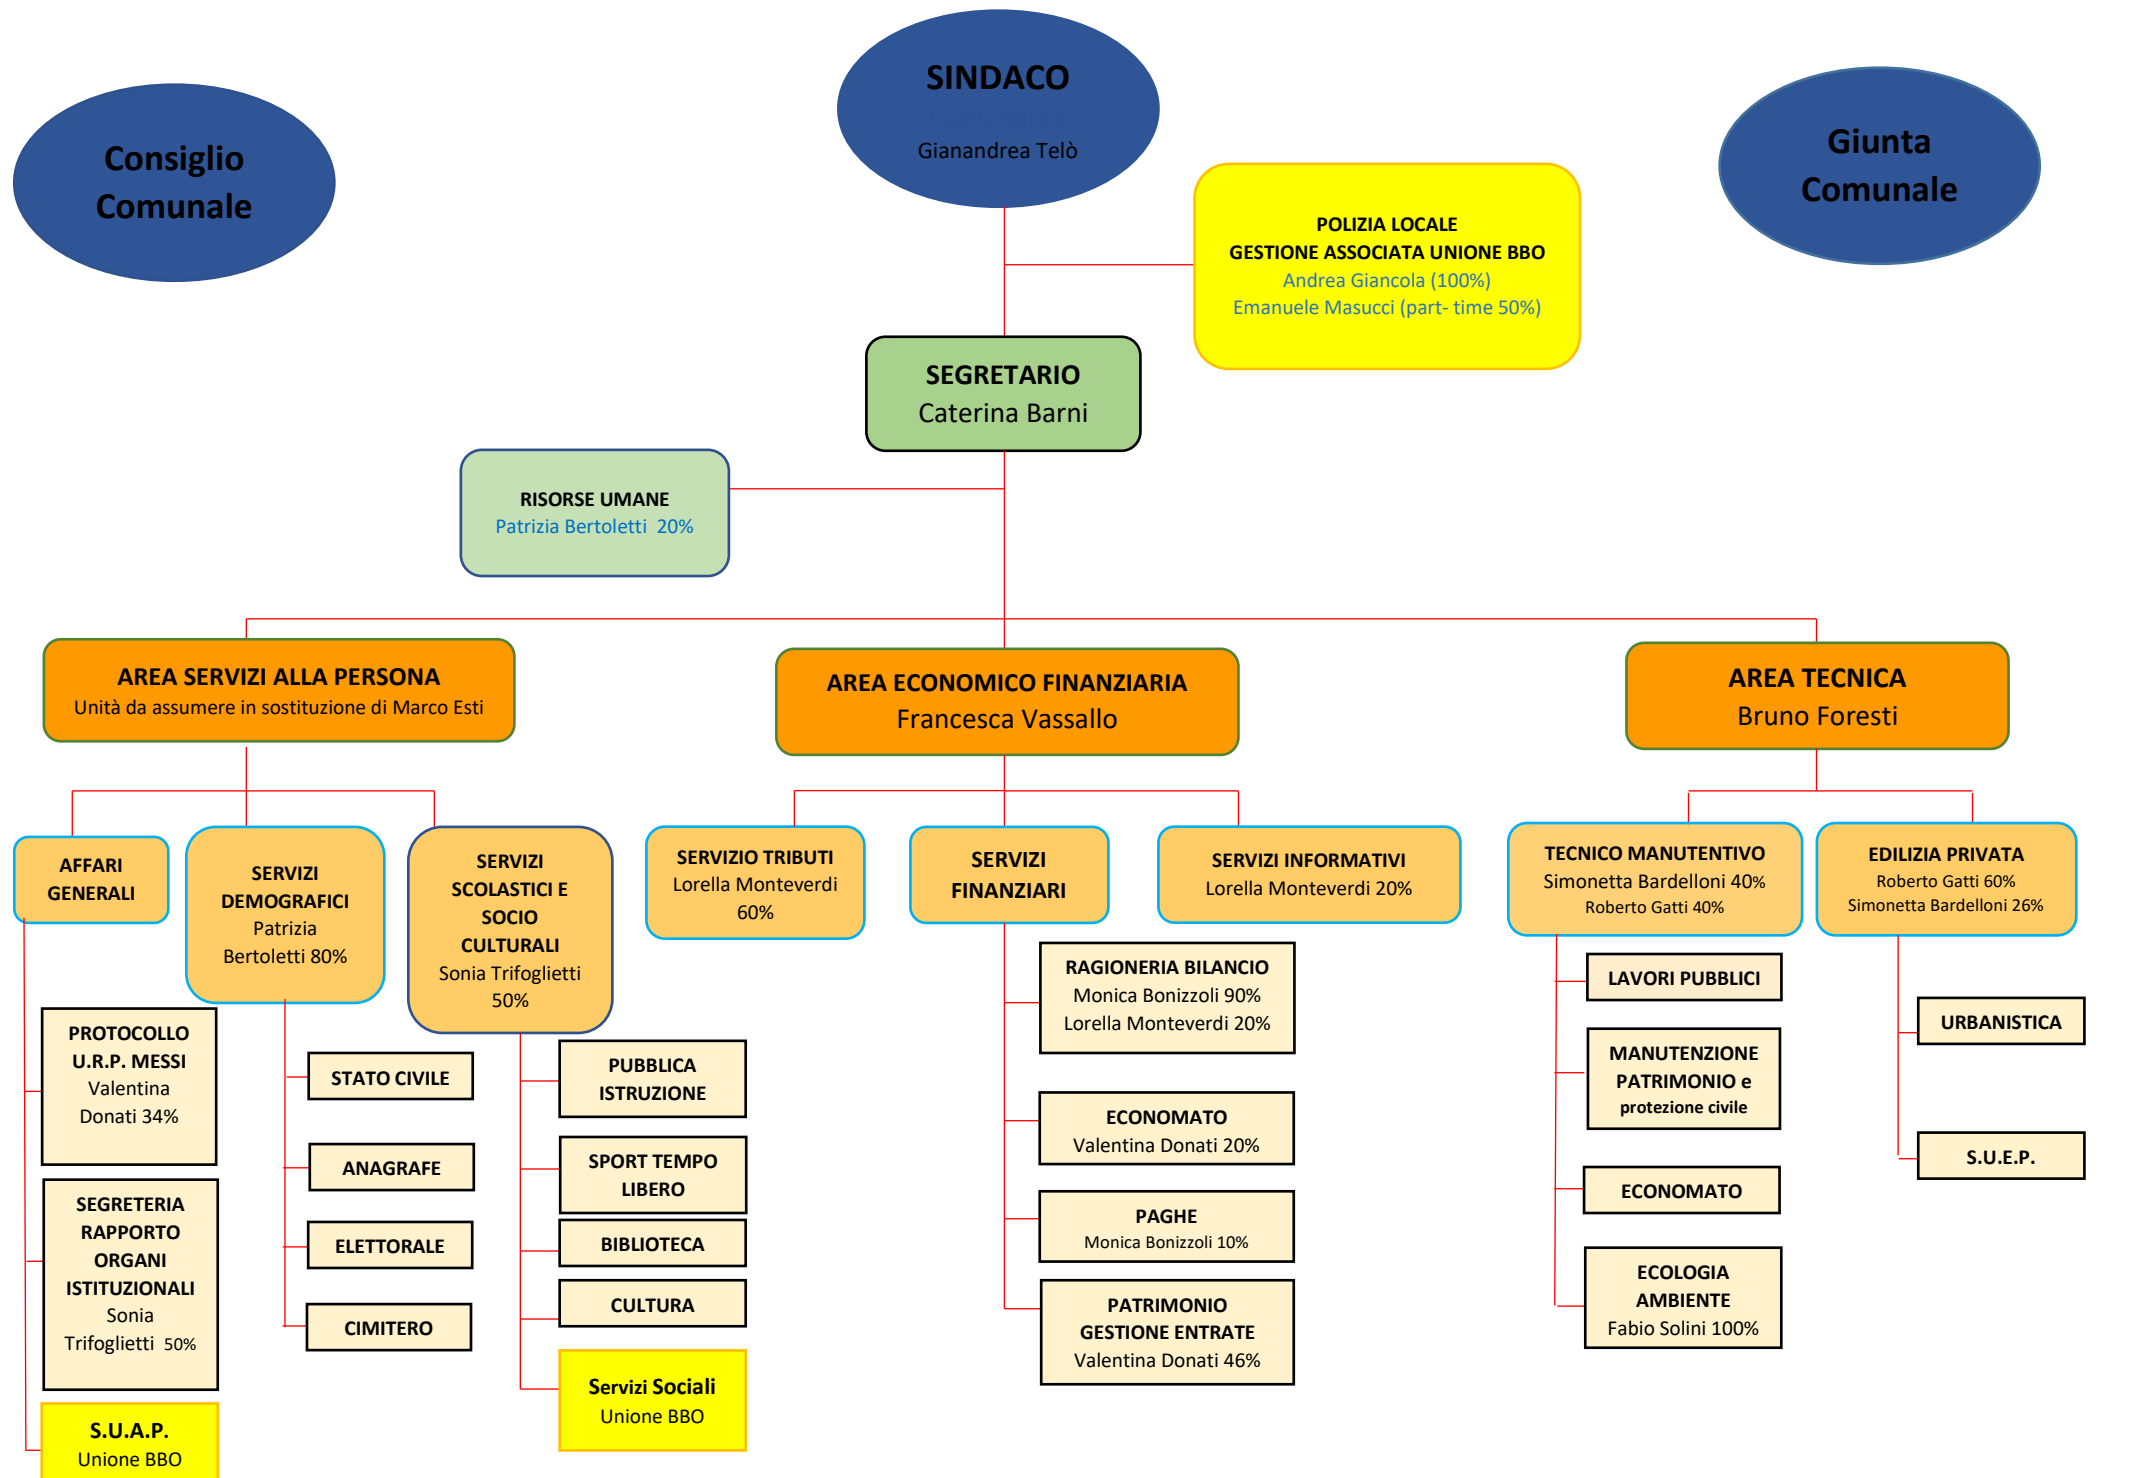 SINDACO
Gianandrea Telò
Consiglio
Comunale
Giunta
Comunale
POLIZIA LOCALE
GESTIONE ASSOCIATA UNIONE BBO
Andrea Giancola (100%)
Emanuele Masucci (part- time 50%)
SEGRETARIO
Caterina Barni
RISORSE UMANE
Patrizia Bertoletti 20%
AREA SERVIZI ALLA PERSONA
Unità da assumere in sostituzione di Marco Esti
AREA ECONOMICO FINANZIARIA
Francesca Vassallo
AREA TECNICA
Bruno Foresti
AFFARI
GENERALI
SERVIZI
DEMOGRAFICI
Patrizia
Bertoletti 80%
SERVIZI
SCOLASTICI E
SOCIO
CULTURALI
Sonia Trifoglietti
50%
SERVIZIO TRIBUTI
Lorella Monteverdi
60%
SERVIZI
FINANZIARI
SERVIZI INFORMATIVI
Lorella Monteverdi 20%
TECNICO MANUTENTIVO
Simonetta Bardelloni 40%
Roberto Gatti 40%
EDILIZIA PRIVATA
Roberto Gatti 60%
Simonetta Bardelloni 26%
PROTOCOLLO
U.R.P. MESSI
Valentina
Donati 34%
SEGRETERIA
RAPPORTO
ORGANI
ISTITUZIONALI
Sonia
Trifoglietti 50%
S.U.A.P.
Unione BBO
STATO CIVILE
ANAGRAFE
ELETTORALE
CIMITERO
PUBBLICA
ISTRUZIONE
SPORT TEMPO
LIBERO
BIBLIOTECA
CULTURA
Servizi Sociali
Unione BBO
RAGIONERIA BILANCIO
Monica Bonizzoli 90%
Lorella Monteverdi 20%
ECONOMATO
Valentina Donati 20%
PAGHE
Monica Bonizzoli 10%
PATRIMONIO
GESTIONE ENTRATE
Valentina Donati 46%
LAVORI PUBBLICI
MANUTENZIONE
PATRIMONIO e
protezione civile
ECONOMATO
ECOLOGIA
AMBIENTE
Fabio Solini 100%
URBANISTICA
S.U.E.P.